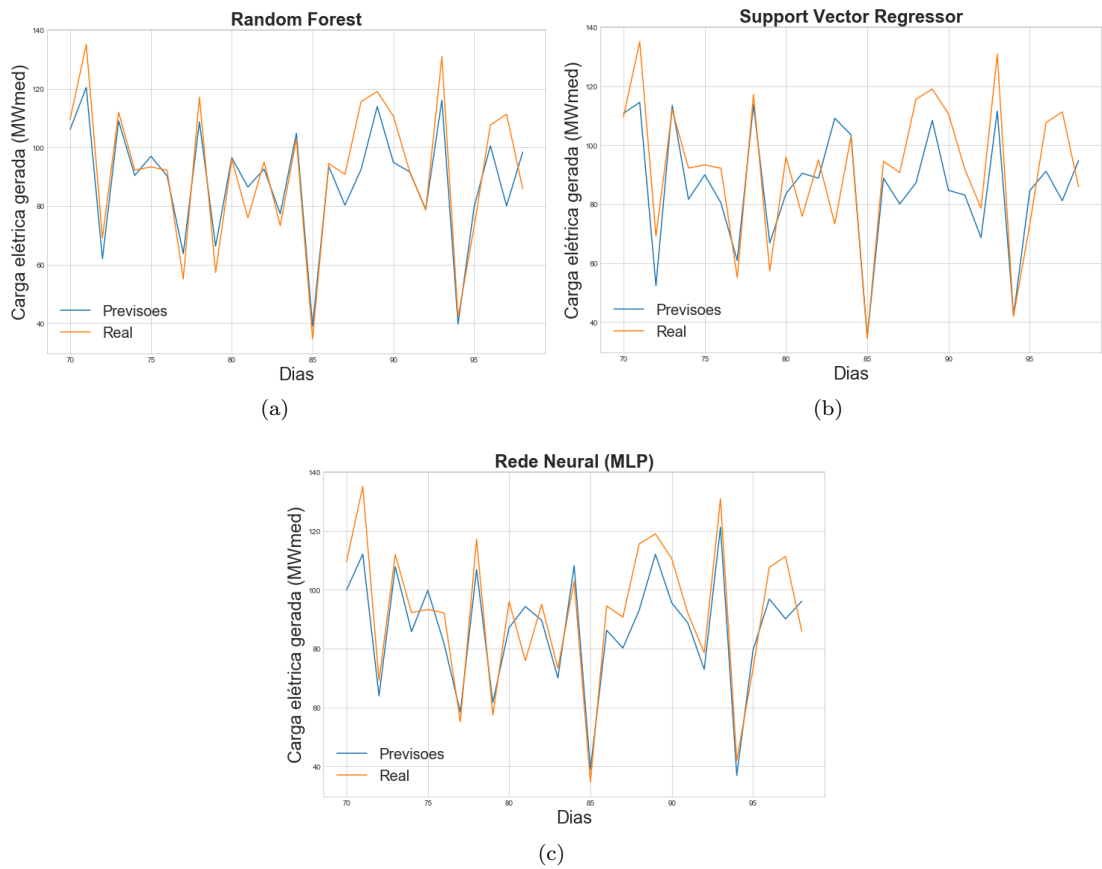 Random Forest
Carga elétrica gerada (MWmed)
140
120
100
80
60
40
Previsoes
Real
70 75 80 85 90 95
Dias
(a)
Support Vector Regressor
Carga elétrica gerada (MWmed)
140
120
100
80
60
40
Previsoes
Real
70 75 80 85 90 95
Dias
(b)
Rede Neural (MLP)
Carga elétrica gerada (MWmed)
140
120
100
80
60
40
Previsoes
Real
70 75 80 85 90 95
Dias
(c)